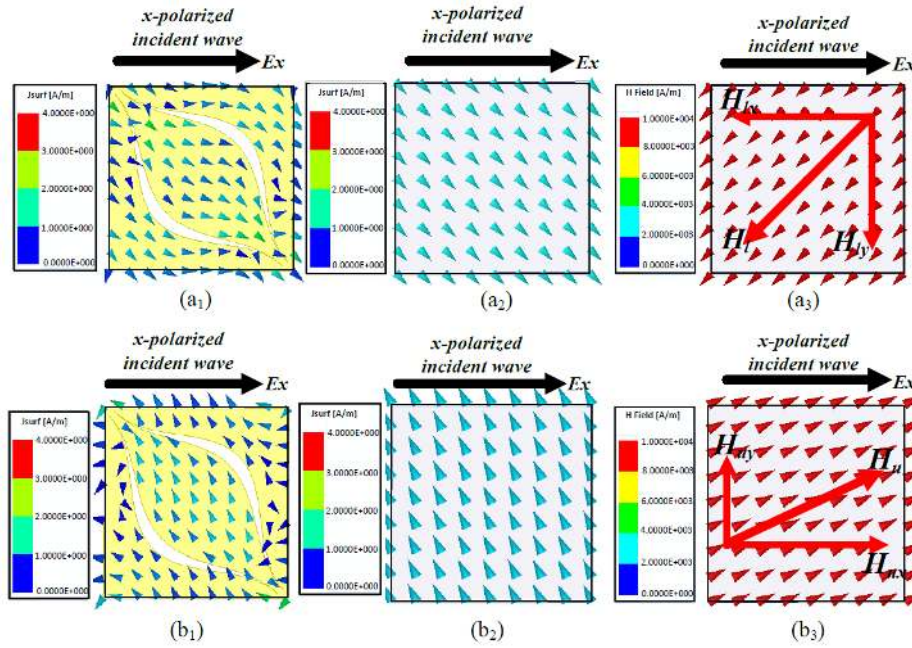 x-polarized
incident wave
Ex
Jsurf [A/m]
4.0000E+000
3.0000E+000
2.0000E+000
1.0000E+000
0.0000E+000
(a1)
x-polarized
incident wave
Ex
Jsurf [A/m]
4.0000E+000
3.0000E+000
2.0000E+000
1.0000E+000
0.0000E+000
(a2)
x-polarized
incident wave
Ex
H Field [A/m]
1.0000E+004
8.0000E+003
6.0000E+003
4.0000E+003
2.0000E+003
0.0000E+000
Hlx
Hl
Hly
(a3)
x-polarized
incident wave
Ex
Jsurf [A/m]
4.0000E+000
3.0000E+000
2.0000E+000
1.0000E+000
0.0000E+000
(b1)
x-polarized
incident wave
Ex
Jsurf [A/m]
4.0000E+000
3.0000E+000
2.0000E+000
1.0000E+000
0.0000E+000
(b2)
x-polarized
incident wave
Ex
H Field [A/m]
1.0000E+004
8.0000E+003
6.0000E+003
4.0000E+003
2.0000E+003
0.0000E+000
Huy
Hu
Hux
(b3)